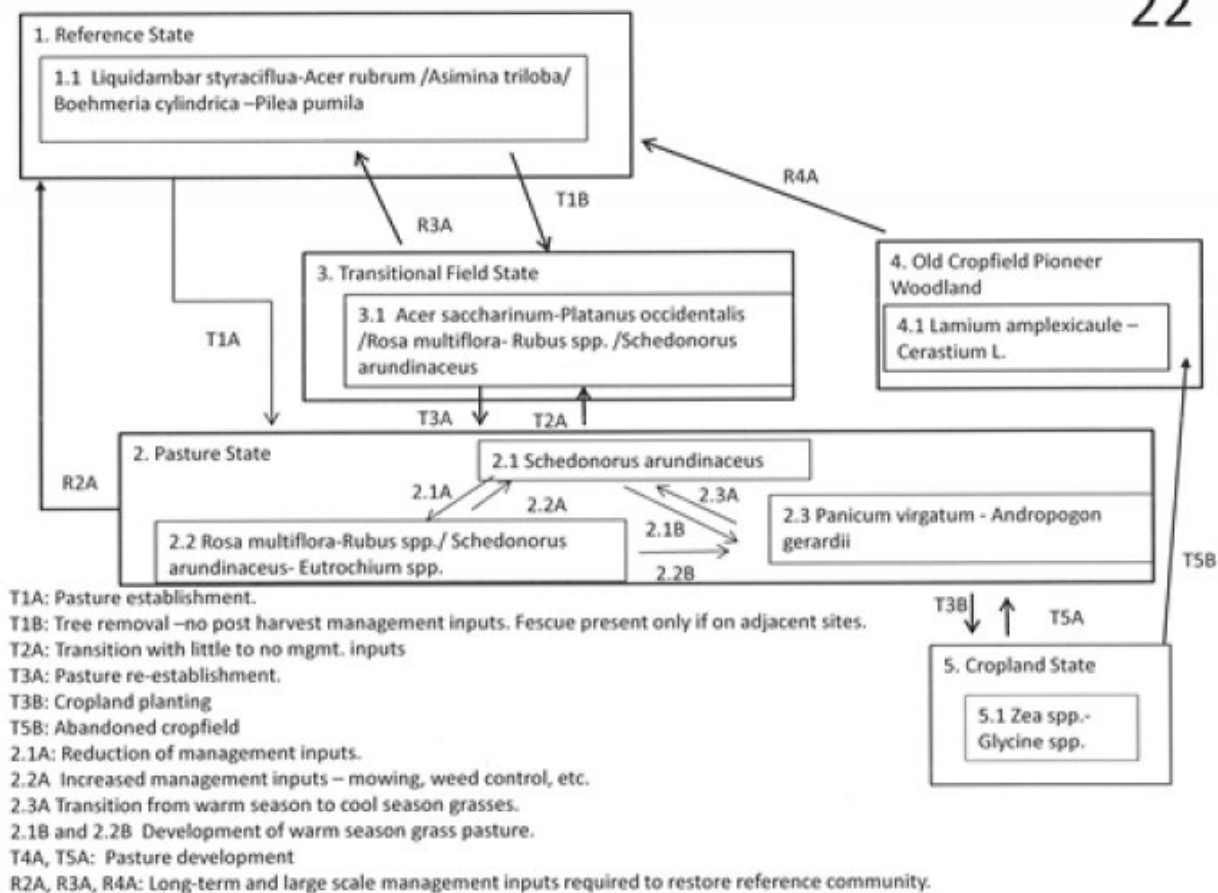 22
1. Reference State
1.1 Liquidambar styraciflua-Acer rubrum /Asimina triloba/
Boehmeria cylindrica –Pilea pumila
R4A
T1B
R3A
3. Transitional Field State
3.1 Acer saccharinum-Platanus occidentalis
/Rosa multiflora- Rubus spp. /Schedonorus
arundinaceus
4. Old Cropfield Pioneer
Woodland
4.1 Lamium amplexicaule –
Cerastium L.
T1A
T3A
T2A
2. Pasture State
2.1 Schedonorus arundinaceus
R2A
2.1A
2.2A
2.3A
2.1B
2.2B
2.3 Panicum virgatum - Andropogon
gerardii
2.2 Rosa multiflora-Rubus spp./ Schedonorus
arundinaceus- Eutrochium spp.
T5B
T3B
T5A
5. Cropland State
5.1 Zea spp.-
Glycine spp.
T1A: Pasture establishment.
T1B: Tree removal –no post harvest management inputs. Fescue present only if on adjacent sites.
T2A: Transition with little to no mgmt. inputs
T3A: Pasture re-establishment.
T3B: Cropland planting
T5B: Abandoned cropfield
2.1A: Reduction of management inputs.
2.2A Increased management inputs – mowing, weed control, etc.
2.3A Transition from warm season to cool season grasses.
2.1B and 2.2B Development of warm season grass pasture.
T4A, T5A: Pasture development
R2A, R3A, R4A: Long-term and large scale management inputs required to restore reference community.